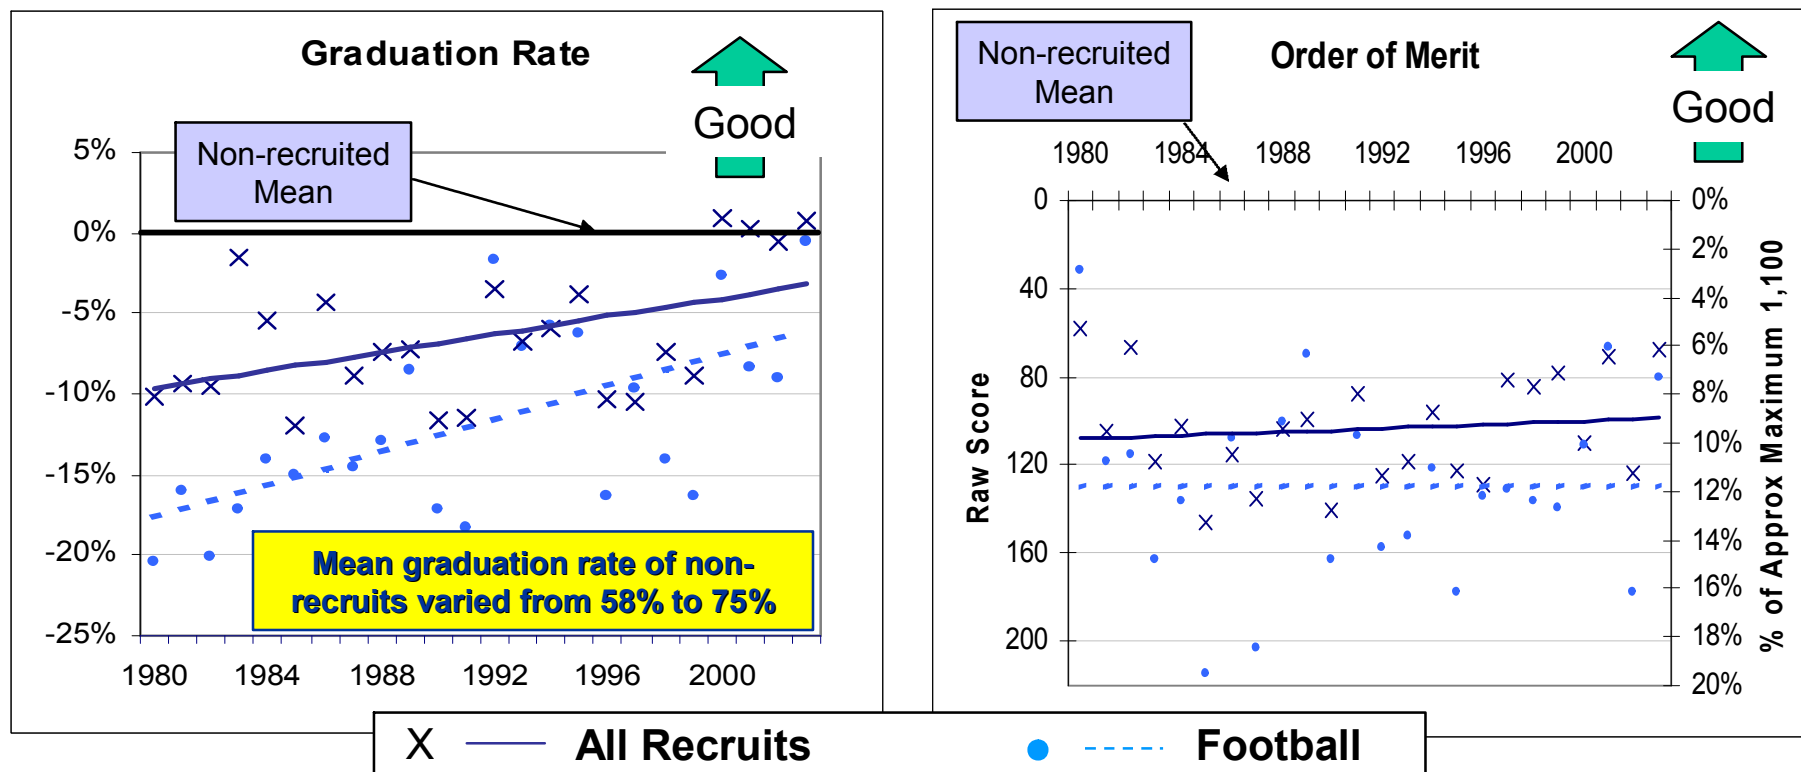 Graduation Rate
Good
Non-recruited
Mean
5%
0%
-5%
-10%
-15%
-20%
-25%
Mean graduation rate of non-
recruits varied from 58% to 75%
1980 1984 1988 1992 1996 2000
Non-recruited
Mean
Order of Merit
Good
1980 1984 1988 1992 1996 2000
Raw Score
0
40
80
120
160
200
0%
2%
4%
6%
8%
10%
12%
14%
16%
18%
20%
% of Approx Maximum 1,100
X All Recruits
Football